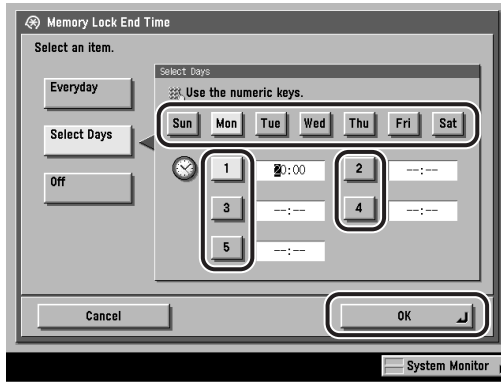 Memory Lock End Time
Select an item.
Everyday
Select Days
Off
Select Days
Use the numeric keys.
Sun Mon Tue Wed Thu Fri Sat
1 20:00 2 --:--
3 --:-- 4 --:--
5 --:--
Cancel OK
System Monitor